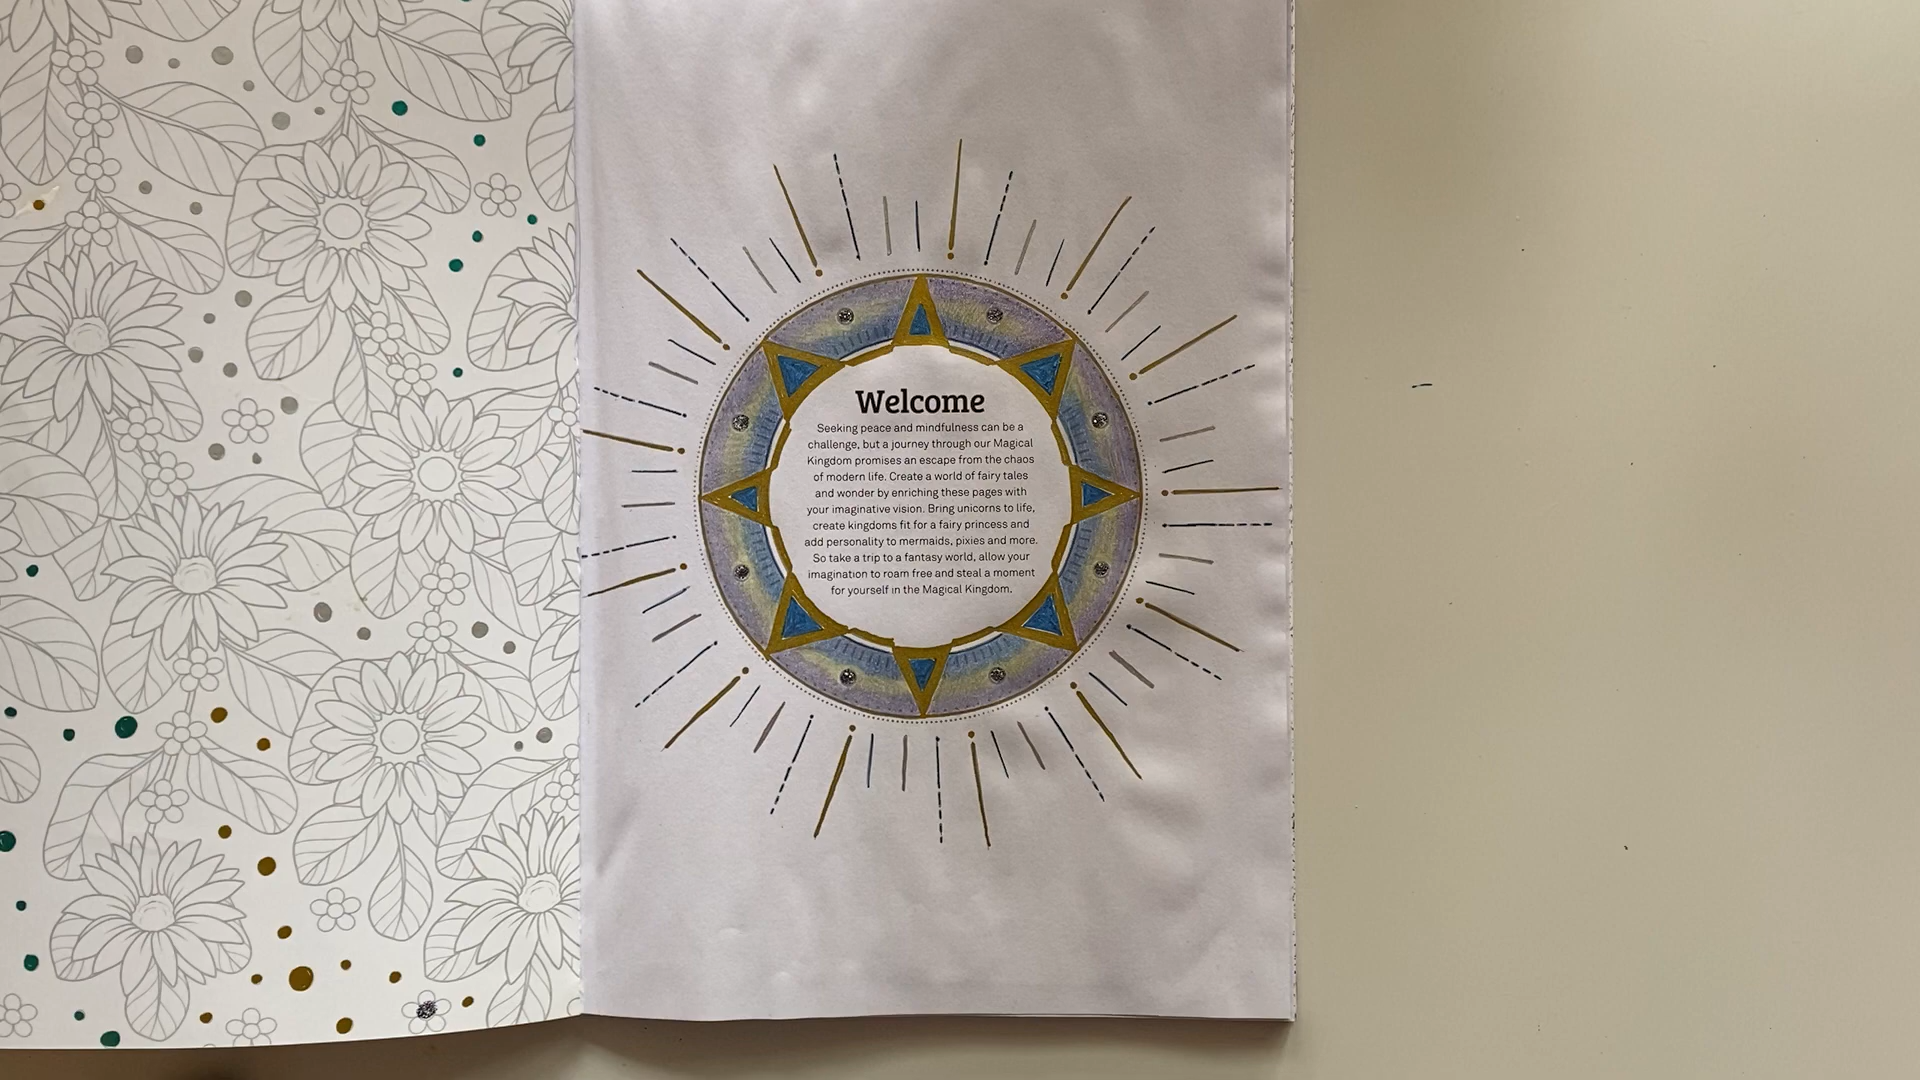 Welcome
Seeking peace and mindfulness can be a
challenge, but a journey through our Magical
Kingdom promises an escape from the chaos
of modern life. Create a world of fairy tales
and wonder by enriching these pages with
your imaginative vision. Bring unicorns to life,
create kingdoms fit for a fairy princess and
add personality to mermaids, pixies and more.
So take a trip to a fantasy world, allow your
imagination to roam free and steal a moment
for yourself in the Magical Kingdom.